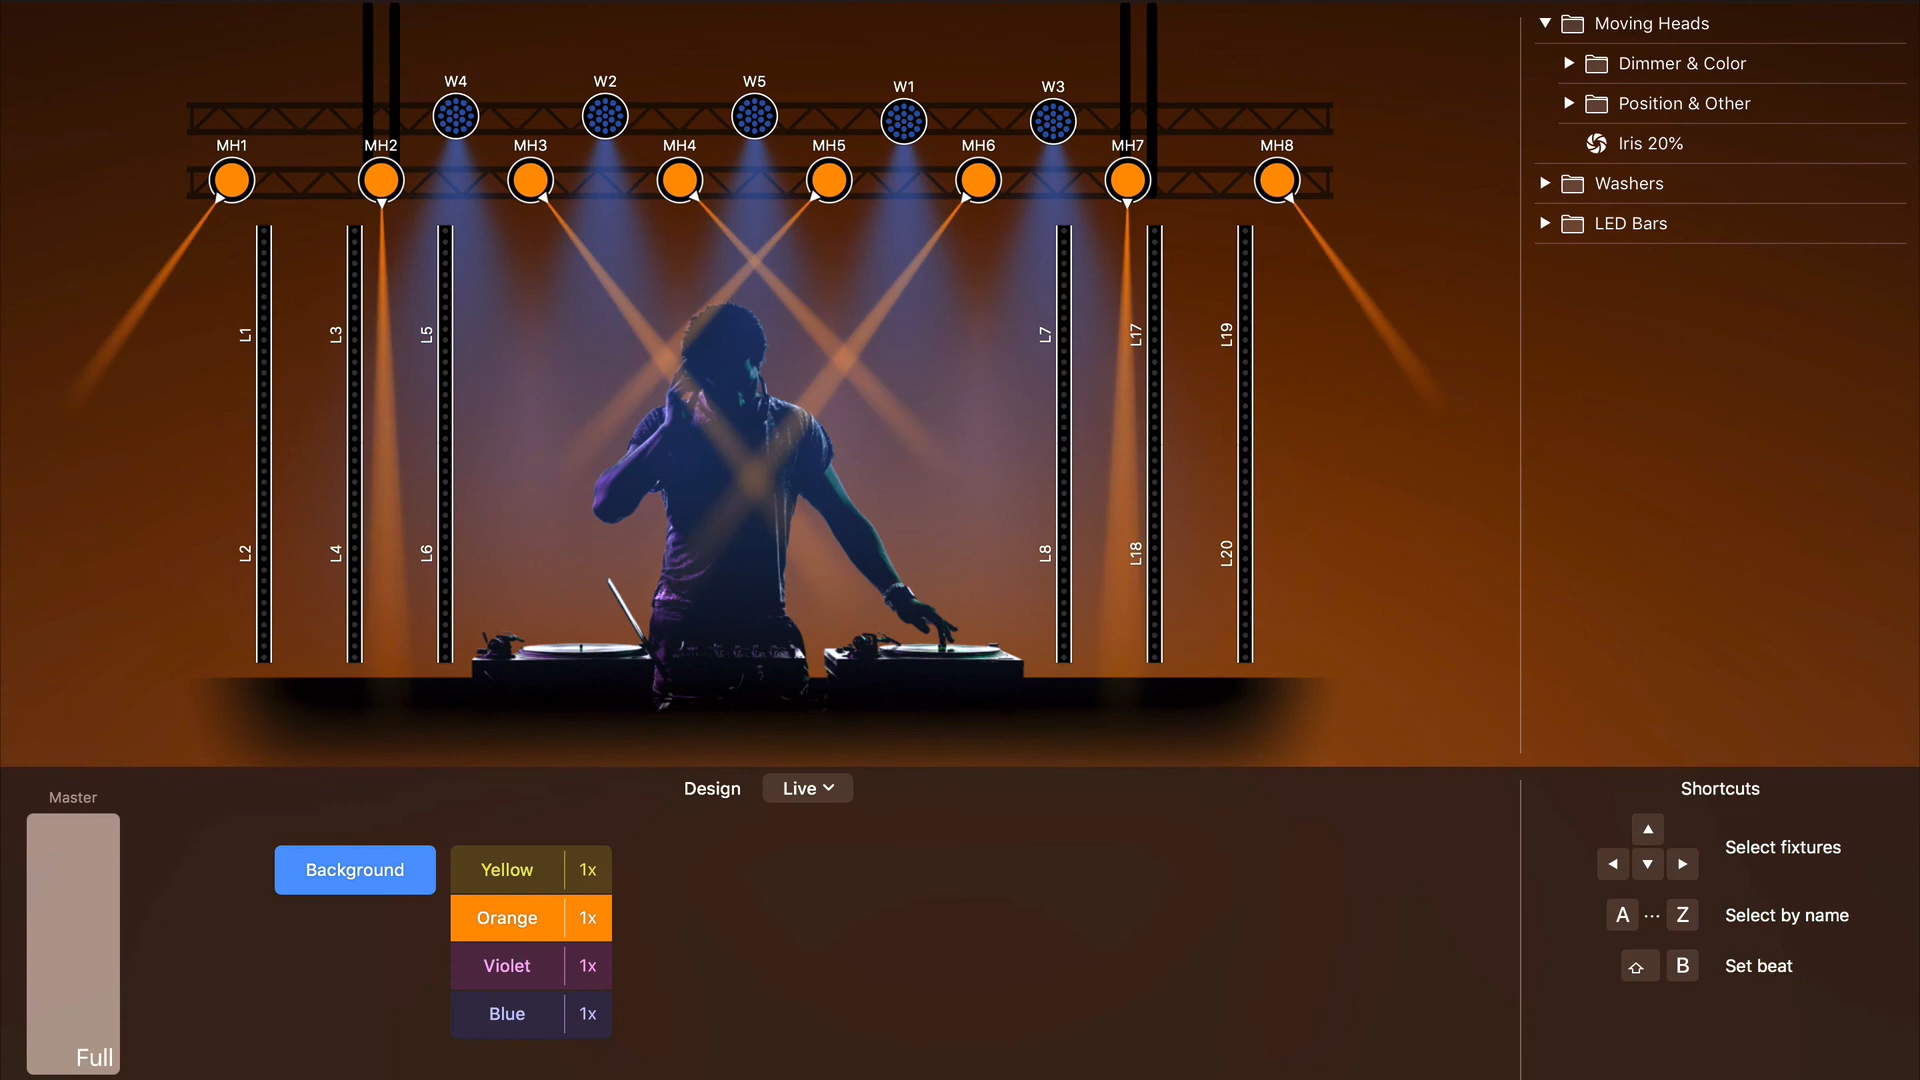 W4 W2 W5 W1 W3
MH1 MH2 MH3 MH4 MH5 MH6 MH7 MH8
L1 L3 L5 L7 L17 L19
L2 L4 L6 L8 L18 L20
Moving Heads
Dimmer & Color
Position & Other
Iris 20%
Washers
LED Bars
Design Live
Master
Full
Background
Yellow 1x
Orange 1x
Violet 1x
Blue 1x
Shortcuts
Select fixtures
A ... Z Select by name
B Set beat